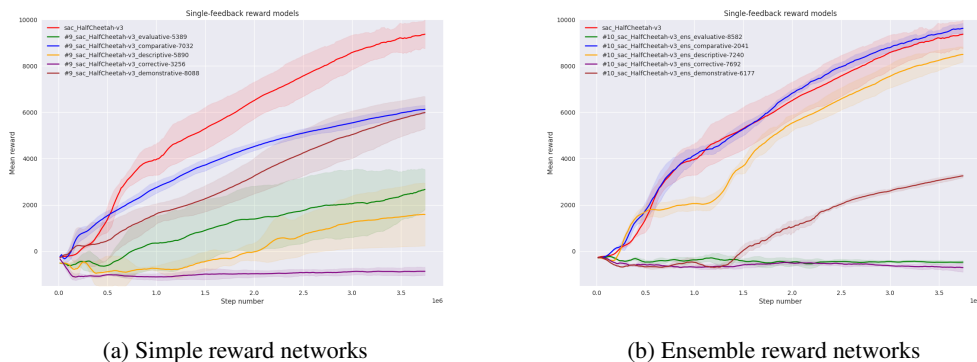 Single-feedback reward models
sac_HalfCheetah-v3
#9_sac_HalfCheetah-v3_evaluative-5389
#9_sac_HalfCheetah-v3_comparative-7032
#9_sac_HalfCheetah-v3_descriptive-5890
#9_sac_HalfCheetah-v3_corrective-3256
#9_sac_HalfCheetah-v3_demonstrative-8088
10000
8000
6000
4000
2000
0
Mean reward
0.0 0.5 1.0 1.5 2.0 2.5 3.0 3.5
1e6
Step number
(a) Simple reward networks
Single-feedback reward models
sac_HalfCheetah-v3
#10_sac_HalfCheetah-v3_ens_evaluative-8582
#10_sac_HalfCheetah-v3_ens_comparative-2041
#10_sac_HalfCheetah-v3_ens_descriptive-7240
#10_sac_HalfCheetah-v3_ens_corrective-7692
#10_sac_HalfCheetah-v3_ens_demonstrative-6177
10000
8000
6000
4000
2000
0
Mean reward
0.0 0.5 1.0 1.5 2.0 2.5 3.0 3.5
1e6
Step number
(b) Ensemble reward networks